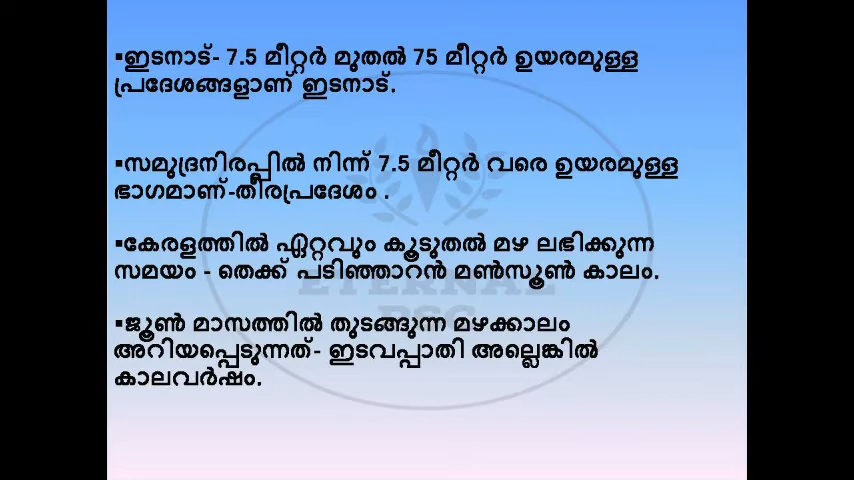 ▪ഇടനാട്- 7.5 മീറ്റർ മുതൽ 75 മീറ്റർ ഉയരമുള്ള
പ്രദേശങ്ങളാണ് ഇടനാട്.
▪സമുദ്രനിരപ്പിൽ നിന്ന് 7.5 മീറ്റർ വരെ ഉയരമുള്ള
ഭാഗമാണ്-തീരപ്രദേശം .
▪കേരളത്തിൽ ഏറ്റവും കൂടുതൽ മഴ ലഭിക്കുന്ന
സമയം - തെക്ക് പടിഞ്ഞാറൻ മൺസൂൺ കാലം.
ETERNAL
PSC
▪ജൂൺ മാസത്തിൽ തുടങ്ങുന്ന മഴക്കാലം
അറിയപ്പെടുന്നത്- ഇടവപ്പാതി അല്ലെങ്കിൽ
കാലവർഷം.